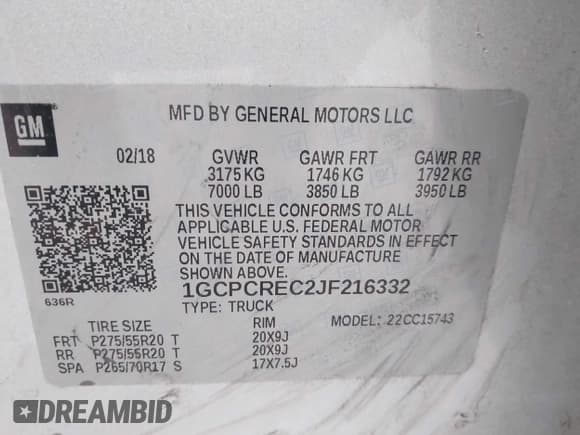 GM
MFD BY GENERAL MOTORS LLC
02/18 GVWR GAWR FRT GAWR RR
3175 KG 1746 KG 1792 KG
7000 LB 3850 LB 3950 LB
THIS VEHICLE CONFORMS TO ALL
APPLICABLE U.S. FEDERAL MOTOR
VEHICLE SAFETY STANDARDS IN EFFECT
ON THE DATE OF MANUFACTURE
SHOWN ABOVE.
636R
1GCPCREC2JF216332
TYPE: TRUCK MODEL: 22CC15743
TIRE SIZE RIM
FRT P275/55R20 T 20X9J
RR P275/55R20 T 20X9J
SPA P265/70R17 S 17X7.5J
DREAMBID